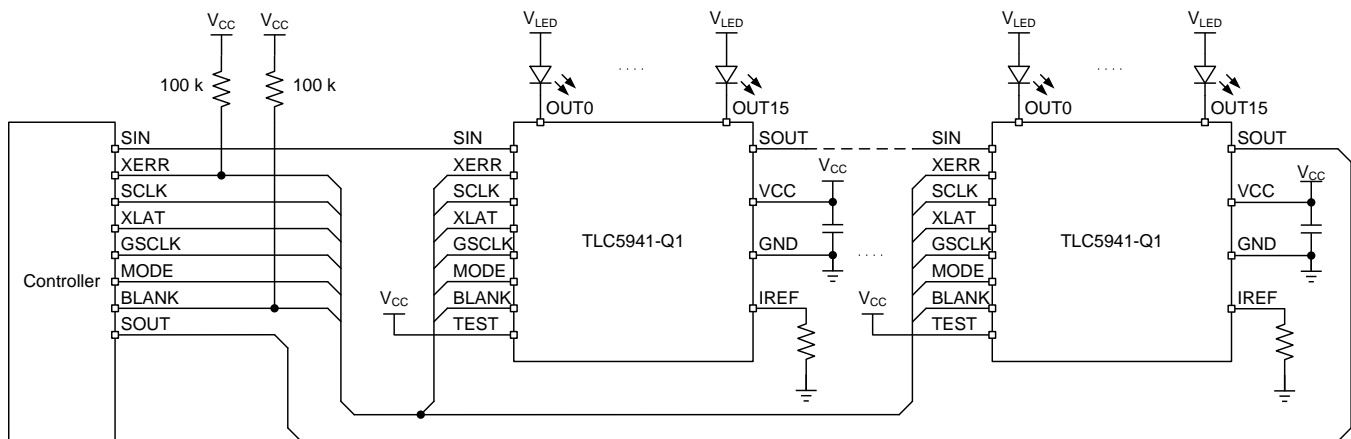 VCC
VCC
100 k
100 k
VLED
VLED
VLED
VLED
. . . .
. . . .
OUT0
OUT15
OUT0
OUT15
Controller
SIN
XERR
SCLK
XLAT
GSCLK
MODE
BLANK
SOUT
SIN
XERR
SCLK
XLAT
GSCLK
MODE
BLANK
TEST
VCC
TLC5941-Q1
SOUT
VCC
VCC
GND
IREF
. . . . .
SIN
XERR
SCLK
XLAT
GSCLK
MODE
BLANK
TEST
VCC
TLC5941-Q1
SOUT
VCC
VCC
GND
IREF